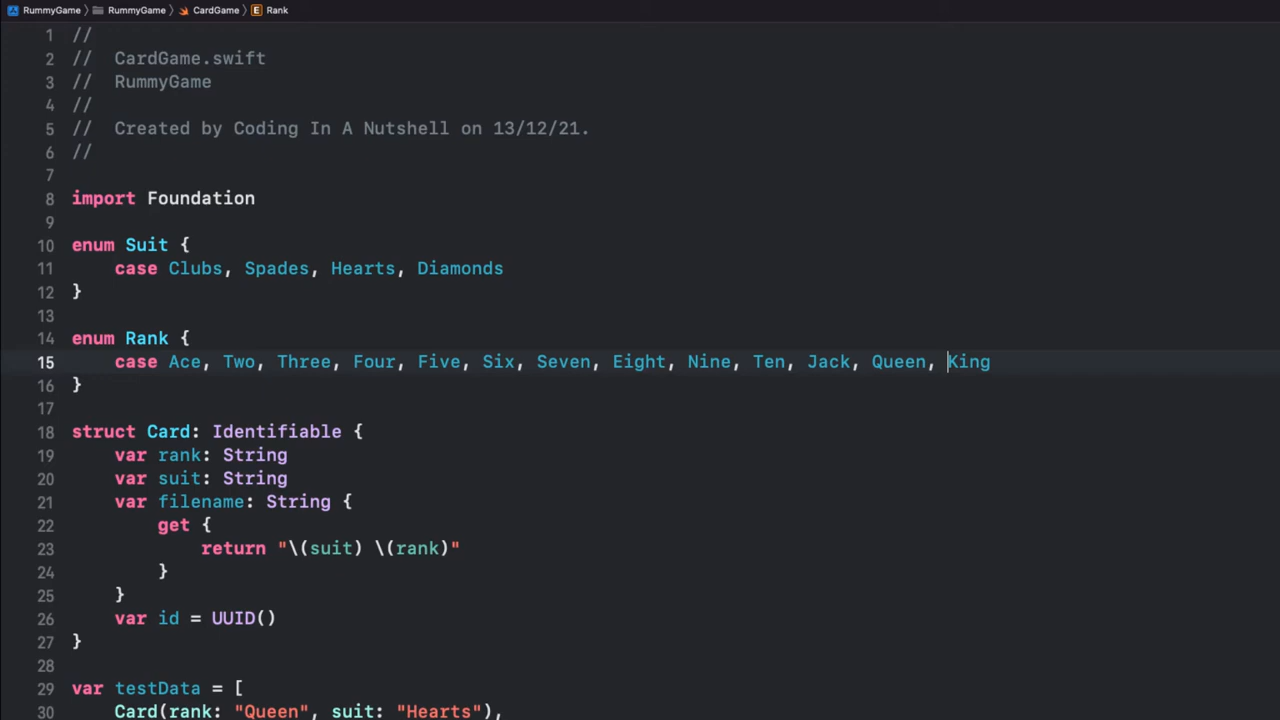 RummyGame > RummyGame > CardGame > E Rank
1 //
2 // CardGame.swift
3 // RummyGame
4 //
5 // Created by Coding In A Nutshell on 13/12/21.
6 //
7
8 import Foundation
9
10 enum Suit {
11 case Clubs, Spades, Hearts, Diamonds
12 }
13
14 enum Rank {
15 case Ace, Two, Three, Four, Five, Six, Seven, Eight, Nine, Ten, Jack, Queen, King
16 }
17
18 struct Card: Identifiable {
19 var rank: String
20 var suit: String
21 var filename: String {
22 get {
23 return "\(suit) \(rank)"
24 }
25 }
26 var id = UUID()
27 }
28
29 var testData = [
30 Card(rank: "Queen", suit: "Hearts"),